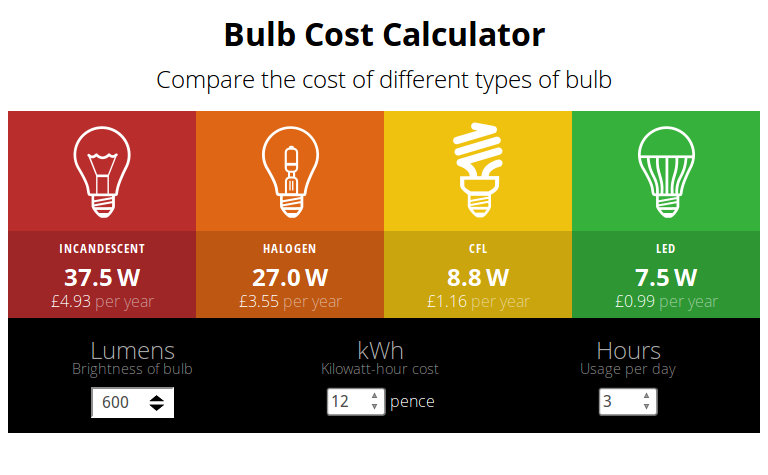 Bulb Cost Calculator
Compare the cost of different types of bulb
INCANDESCENT HALOGEN CFL LED
37.5 W 27.0 W 8.8 W 7.5 W
£4.93 per year £3.55 per year £1.16 per year £0.99 per year
Lumens kWh Hours
Brightness of bulb Kilowatt-hour cost Usage per day
600 12 pence 3